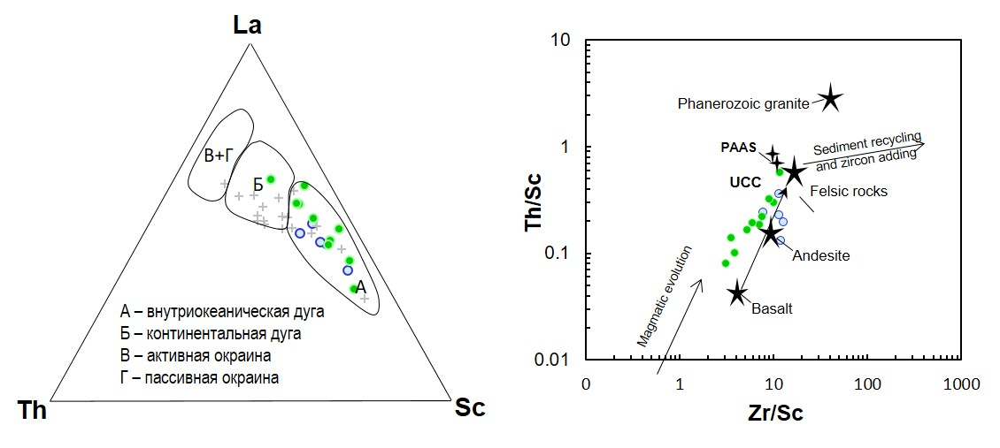 La
В+Г
Б
А
А – внутриокеаническая дуга
Б – континентальная дуга
В – активная окраина
Г – пассивная окраина
Th
Sc
10
1
0.1
0.01
Th/Sc
0
1
10
100
1000
Zr/Sc
Phanerozoic granite
PAAS
Sediment recycling
and zircon adding
UCC
Felsic rocks
Andesite
Basalt
Magmatic evolution